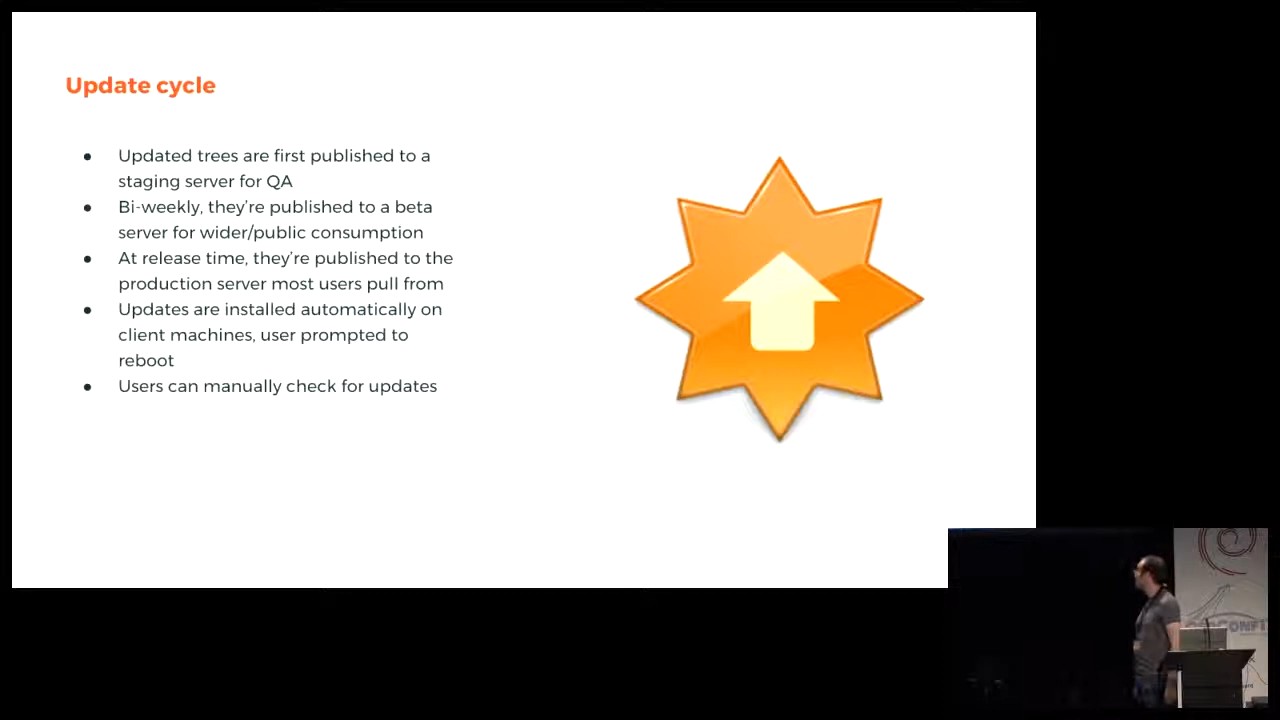 Update cycle
● Updated trees are first published to a
staging server for QA
● Bi-weekly, they’re published to a beta
server for wider/public consumption
● At release time, they’re published to the
production server most users pull from
● Updates are installed automatically on
client machines, user prompted to
reboot
● Users can manually check for updates